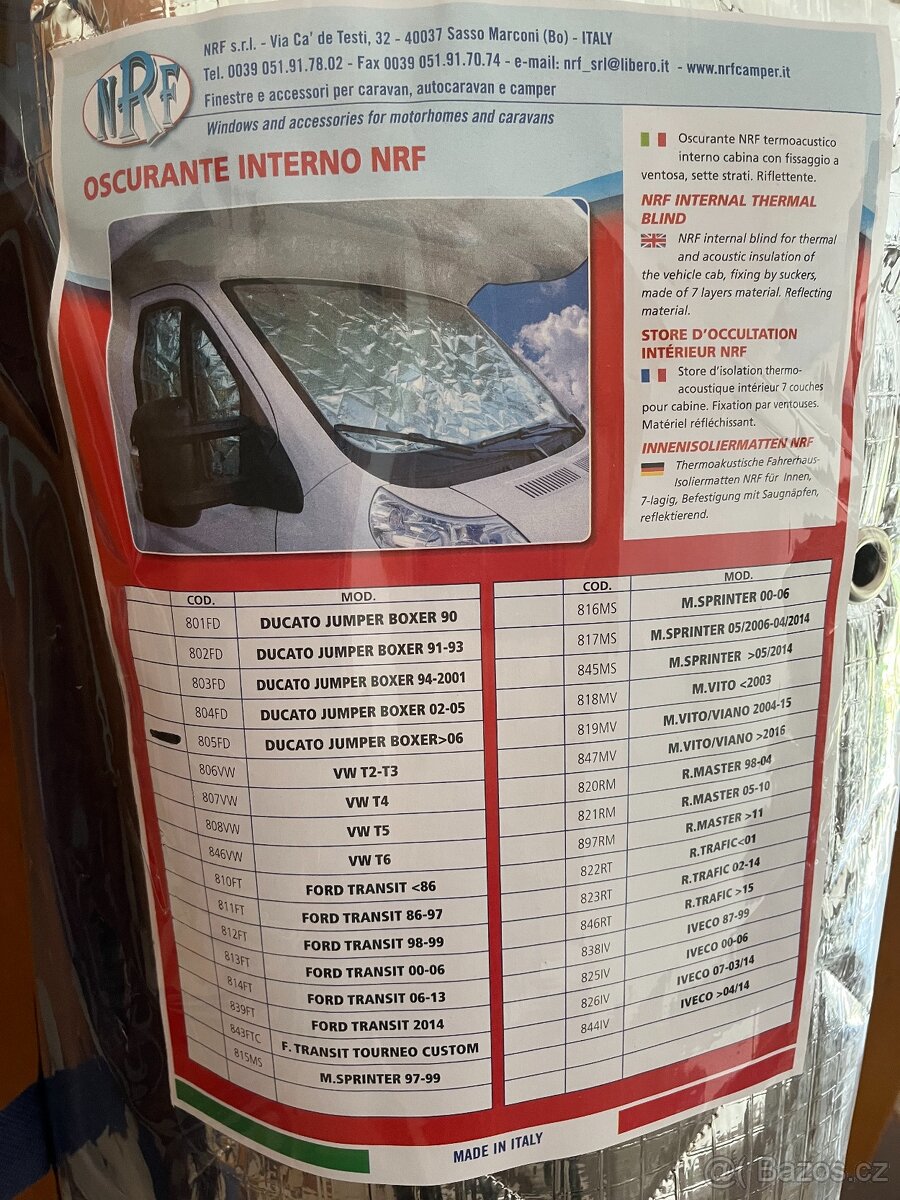 NRF
NRF s.r.l. - Via Ca' de Testi, 32 - 40037 Sasso Marconi (Bo) - ITALY
Tel. 0039 051.91.78.02 - Fax 0039 051.91.70.74 - e-mail: nrf_srl@libero.it - www.nrfcamper.it
Finestre e accessori per caravan, autocaravan e camper
Windows and accessories for motorhomes and caravans
OSCURANTE INTERNO NRF
Oscurante NRF termoacustico
interno cabina con fissaggio a
ventosa, sette strati. Riflettente.
NRF INTERNAL THERMAL
BLIND
NRF internal blind for thermal
and acoustic insulation of
the vehicle cab, fixing by suckers,
made of 7 layers material. Reflecting
material.
STORE D'OCCULTATION
INTÉRIEUR NRF
Store d'isolation thermo-
acoustique intérieur 7 couches
pour cabine. Fixation par ventouses.
Matériel réfléchissant.
INNENISOLIERMATTEN NRF
Thermoakustische Fahrerhaus-
Isoliermatten NRF für Innen,
7-lagig, Befestigung mit Saugnäpfen,
reflektierend.
COD. MOD.
801FD DUCATO JUMPER BOXER 90
802FD DUCATO JUMPER BOXER 91-93
803FD DUCATO JUMPER BOXER 94-2001
804FD DUCATO JUMPER BOXER 02-05
805FD DUCATO JUMPER BOXER>06
806VW VW T2-T3
807VW VW T4
808VW VW T5
846VW VW T6
810FT FORD TRANSIT <86
811FT FORD TRANSIT 86-97
812FT FORD TRANSIT 98-99
813FT FORD TRANSIT 00-06
814FT FORD TRANSIT 06-13
839FT FORD TRANSIT 2014
843FTC F. TRANSIT TOURNEO CUSTOM
815MS M.SPRINTER 97-99
COD. MOD.
816MS M.SPRINTER 00-06
817MS M.SPRINTER 05/2006-04/2014
845MS M.SPRINTER >05/2014
818MV M.VITO <2003
819MV M.VITO/VIANO 2004-15
847MV M.VITO/VIANO >2016
820RM R.MASTER 98-04
821RM R.MASTER 05-10
897RM R.MASTER >11
822RT R.TRAFIC<01
823RT R.TRAFIC 02-14
846RT R.TRAFIC >15
838IV IVECO 87-99
825IV IVECO 00-06
826IV IVECO 07-03/14
844IV IVECO >04/14
MADE IN ITALY
Bazos.cz